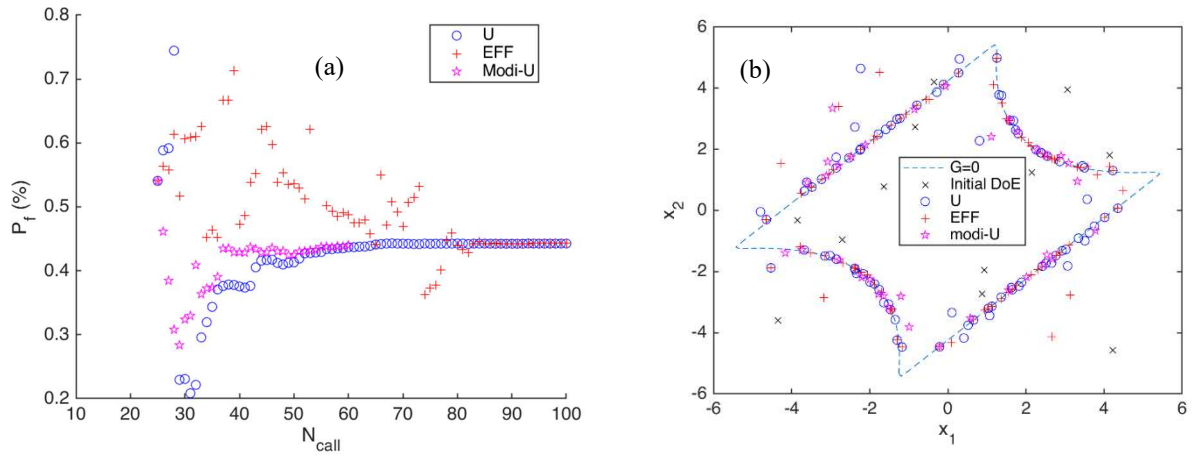 0.8
0.7
0.6
0.5
0.4
0.3
0.2
P_f (%)
10 20 30 40 50 60 70 80 90 100
N_call
(a)
U
EFF
Modi-U
6
4
2
0
-2
-4
-6
x_2
-6 -4 -2 0 2 4 6
x_1
(b)
U
EFF
Modi-U
G=0
Initial DoE
U
EFF
modi-U